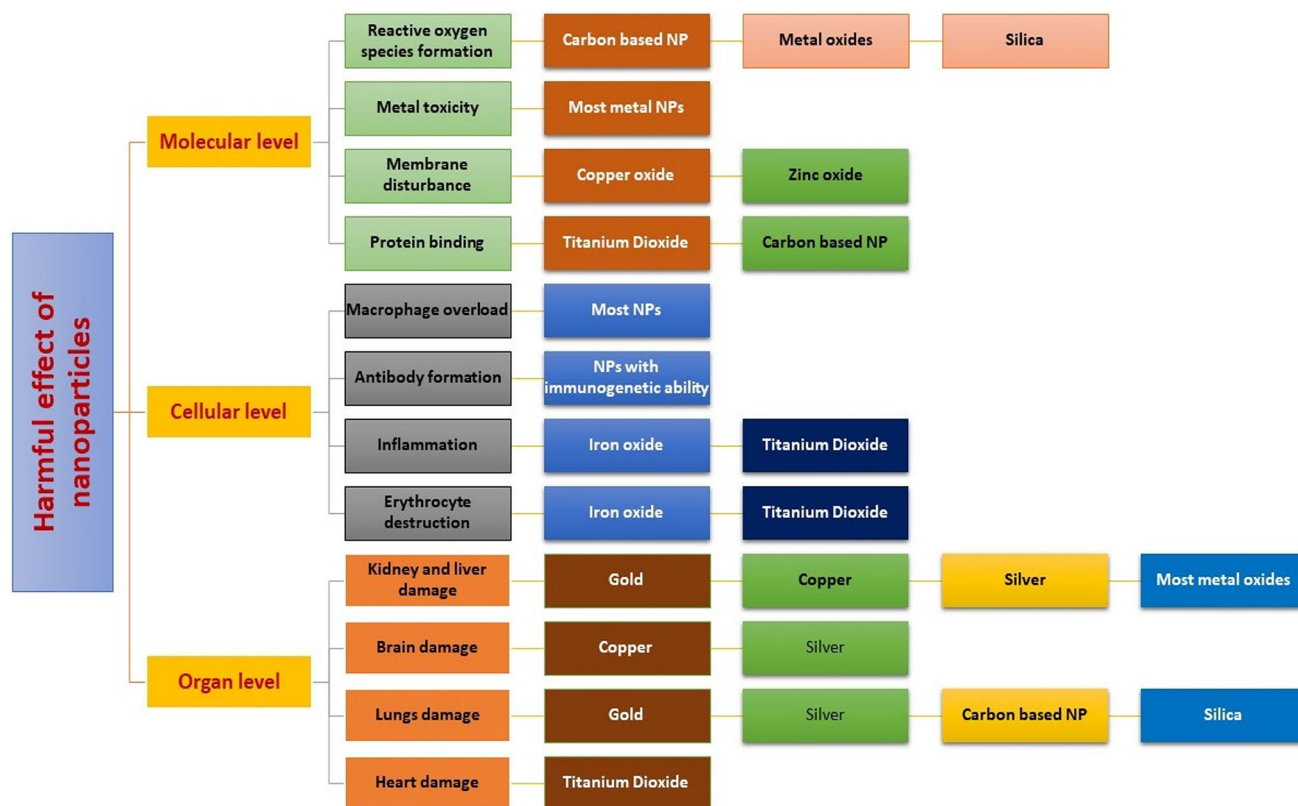 Harmful effect of
nanoparticles
Molecular level
Reactive oxygen
species formation
Carbon based NP
Metal oxides
Silica
Metal toxicity
Most metal NPs
Membrane
disturbance
Copper oxide
Zinc oxide
Protein binding
Titanium Dioxide
Carbon based NP
Cellular level
Macrophage overload
Most NPs
Antibody formation
NPs with
immunogenetic ability
Inflammation
Iron oxide
Titanium Dioxide
Erythrocyte
destruction
Iron oxide
Titanium Dioxide
Organ level
Kidney and liver
damage
Gold
Copper
Silver
Most metal oxides
Brain damage
Copper
Silver
Lungs damage
Gold
Silver
Carbon based NP
Silica
Heart damage
Titanium Dioxide